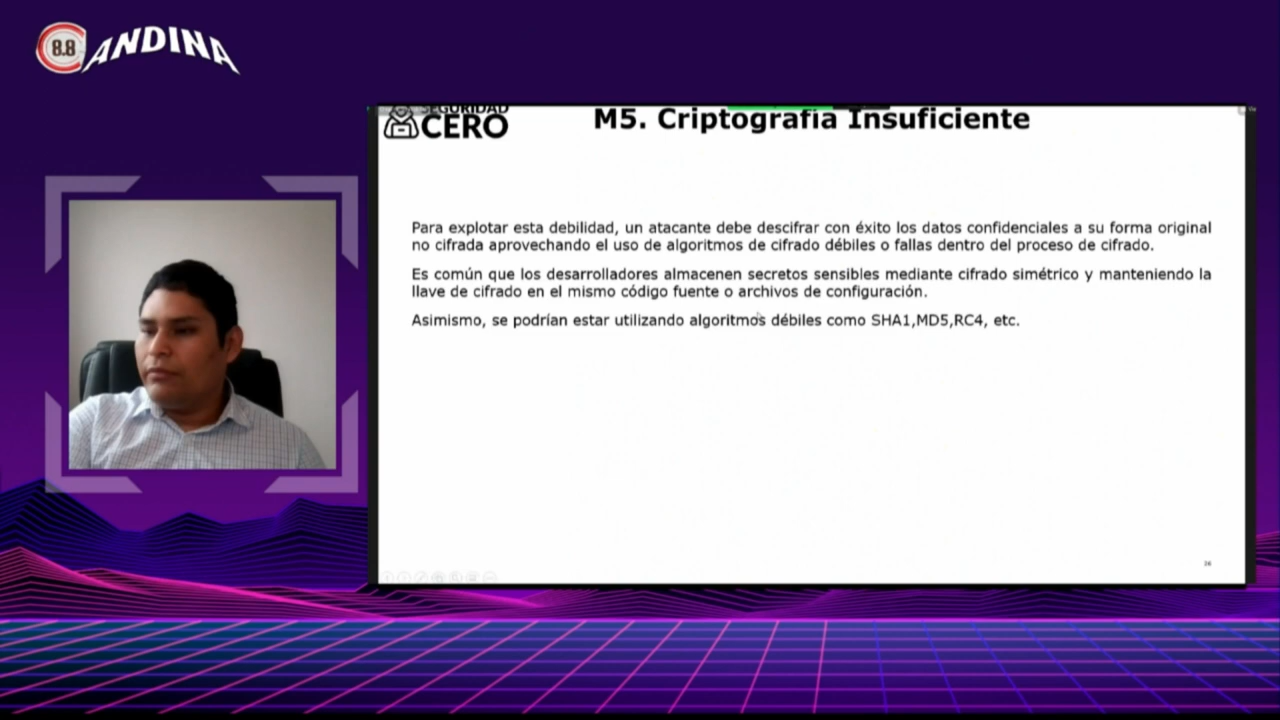 8.8 ANDINA
SEGURIDAD
CERO
M5. Criptografía Insuficiente
Para explotar esta debilidad, un atacante debe descifrar con éxito los datos confidenciales a su forma original
no cifrada aprovechando el uso de algoritmos de cifrado débiles o fallas dentro del proceso de cifrado.
Es común que los desarrolladores almacenen secretos sensibles mediante cifrado simétrico y manteniendo la
llave de cifrado en el mismo código fuente o archivos de configuración.
Asimismo, se podrían estar utilizando algoritmos débiles como SHA1,MD5,RC4, etc.